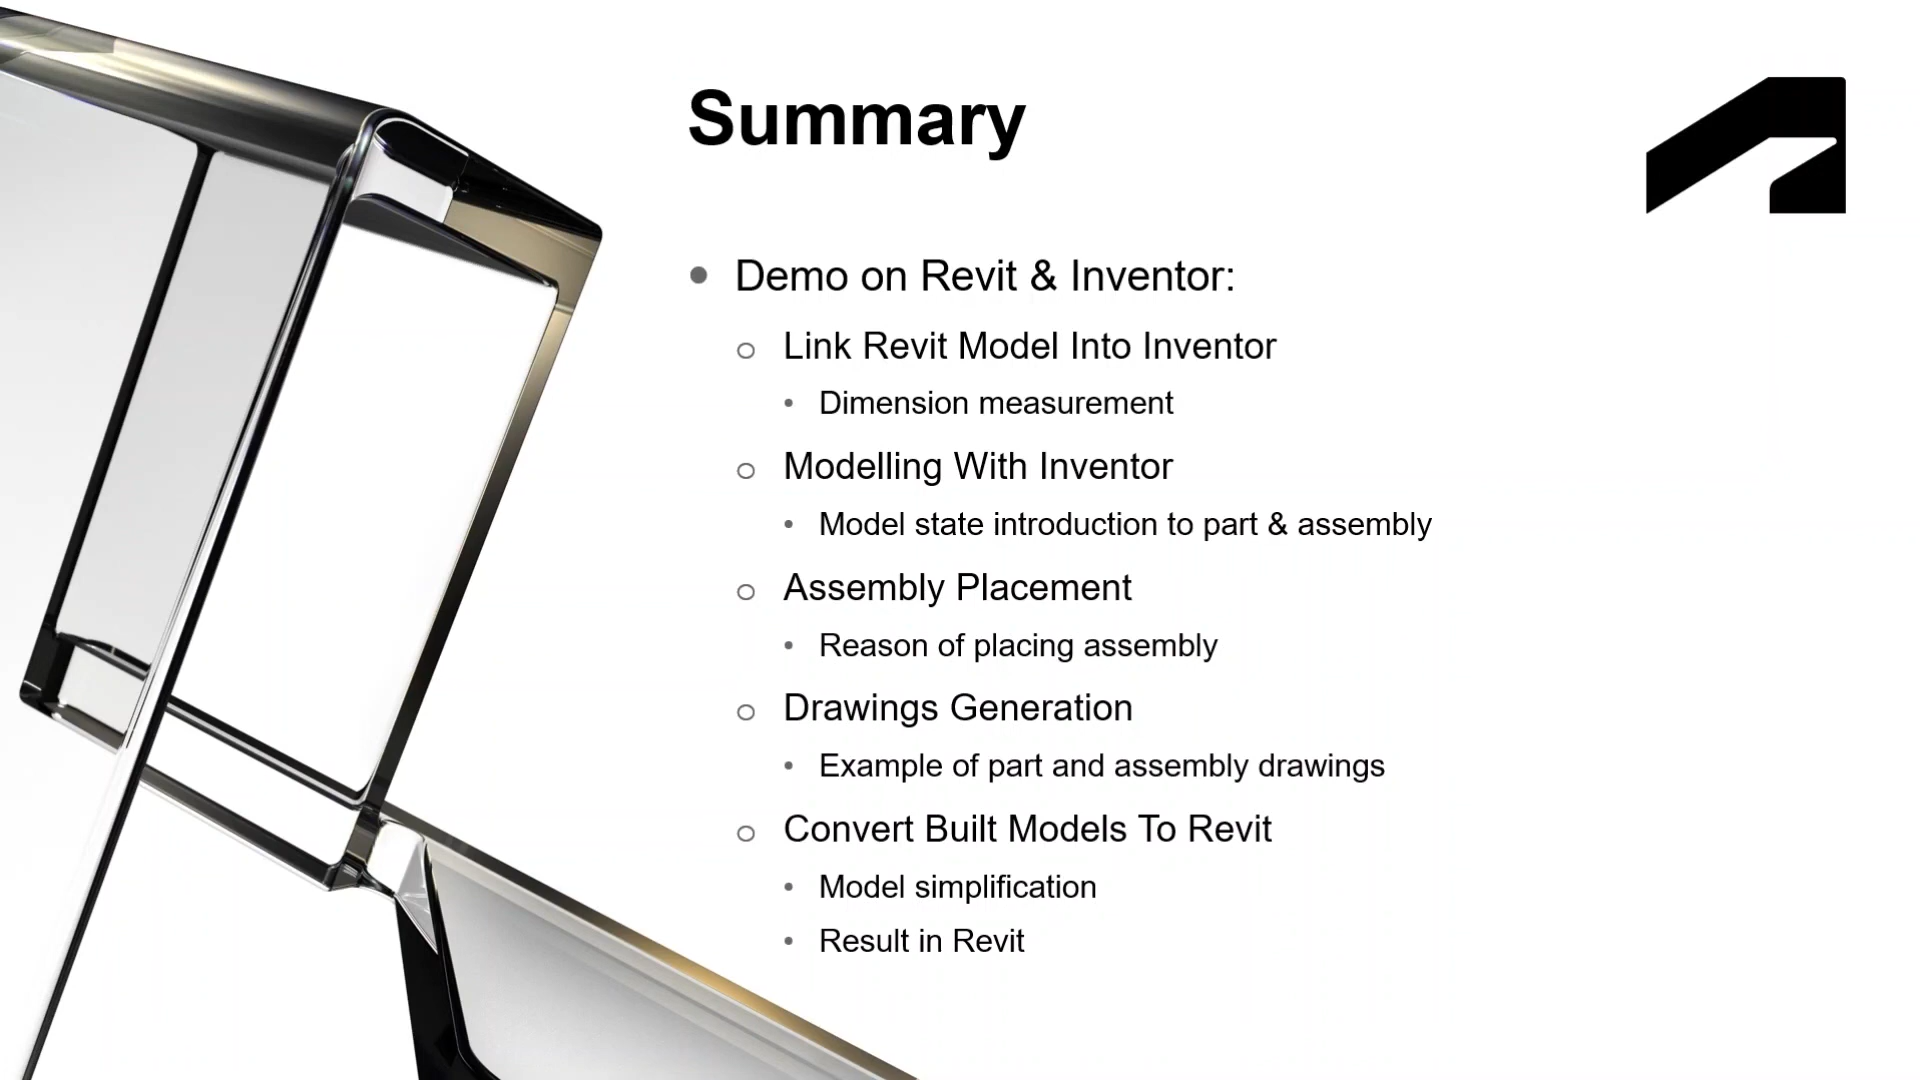 Summary
Demo on Revit & Inventor:
Link Revit Model Into Inventor
Dimension measurement
Modelling With Inventor
Model state introduction to part & assembly
Assembly Placement
Reason of placing assembly
Drawings Generation
Example of part and assembly drawings
Convert Built Models To Revit
Model simplification
Result in Revit